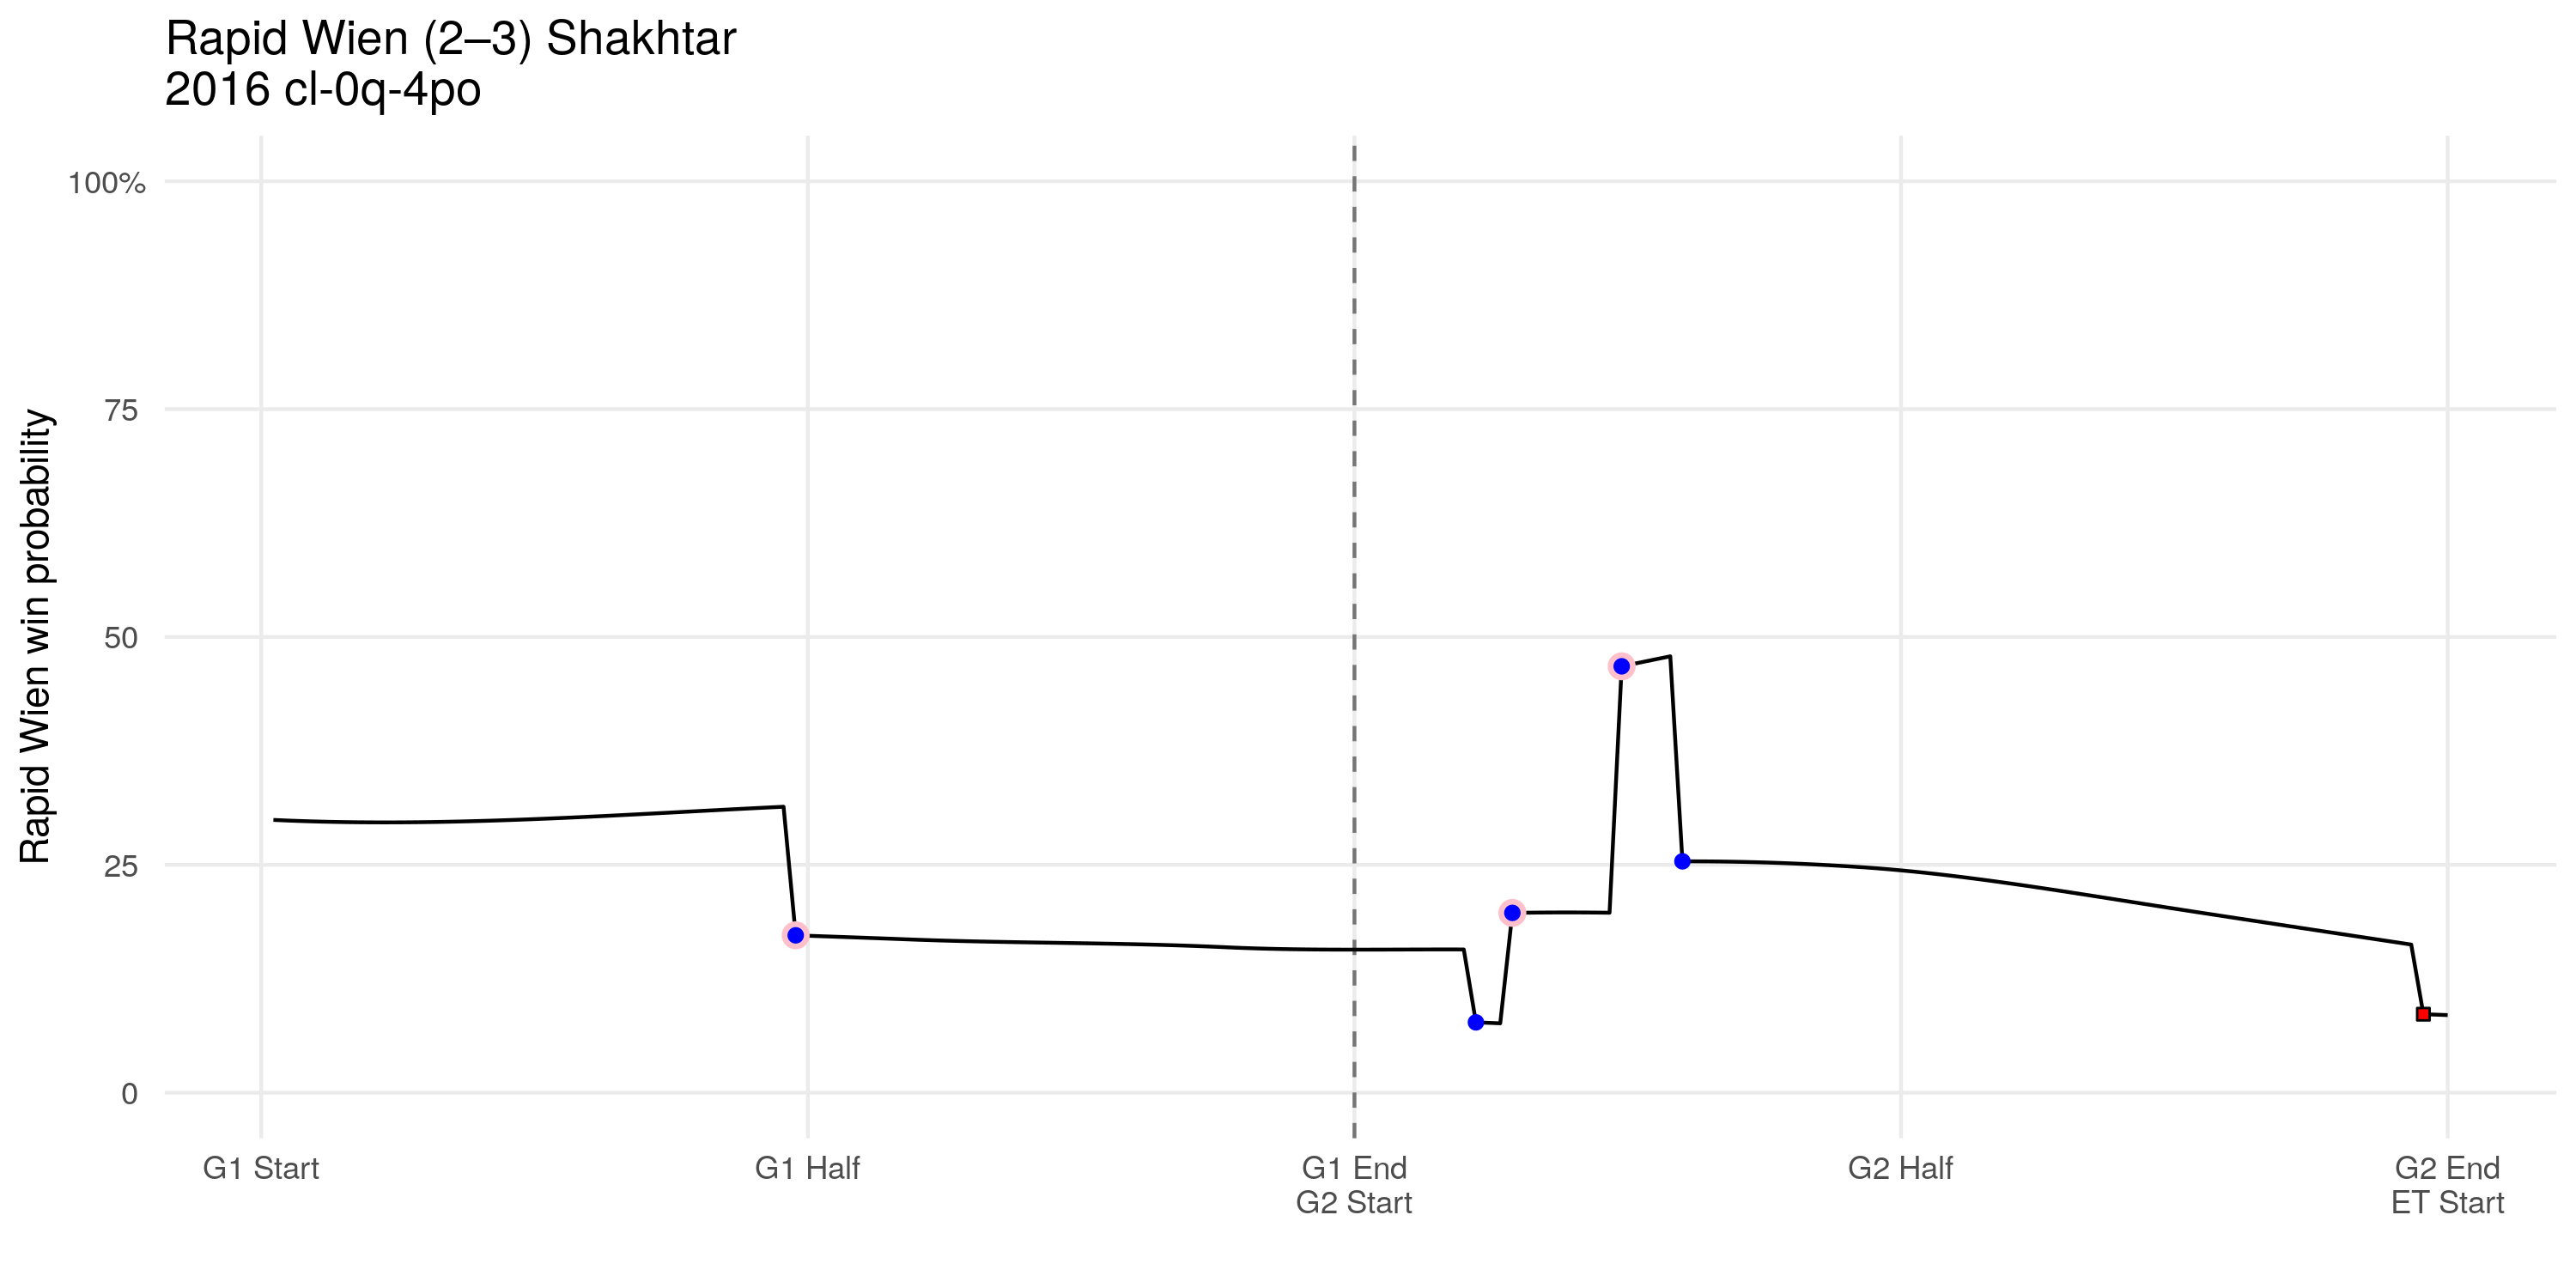 Rapid Wien (2–3) Shakhtar
2016 cl-0q-4po
Rapid Wien win probability
100%
75
50
25
0
G1 Start
G1 Half
G1 End
G2 Start
G2 Half
G2 End
ET Start